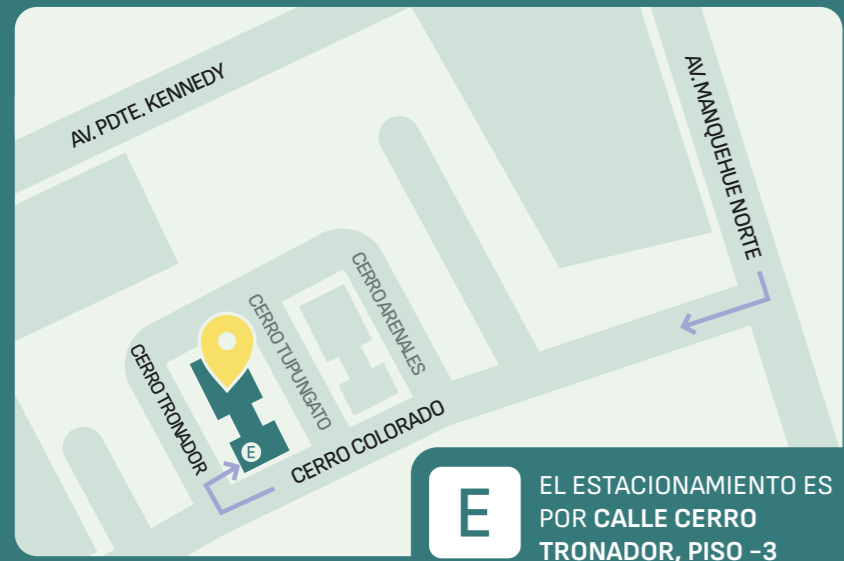 AV. PDTE. KENNEDY
AV. MANQUEHUE NORTE
CERRO ARENALES
CERRO TUPUNGATO
CERRO TRONADOR
E
CERRO COLORADO
E
EL ESTACIONAMIENTO ES
POR CALLE CERRO
TRONADOR, PISO -3